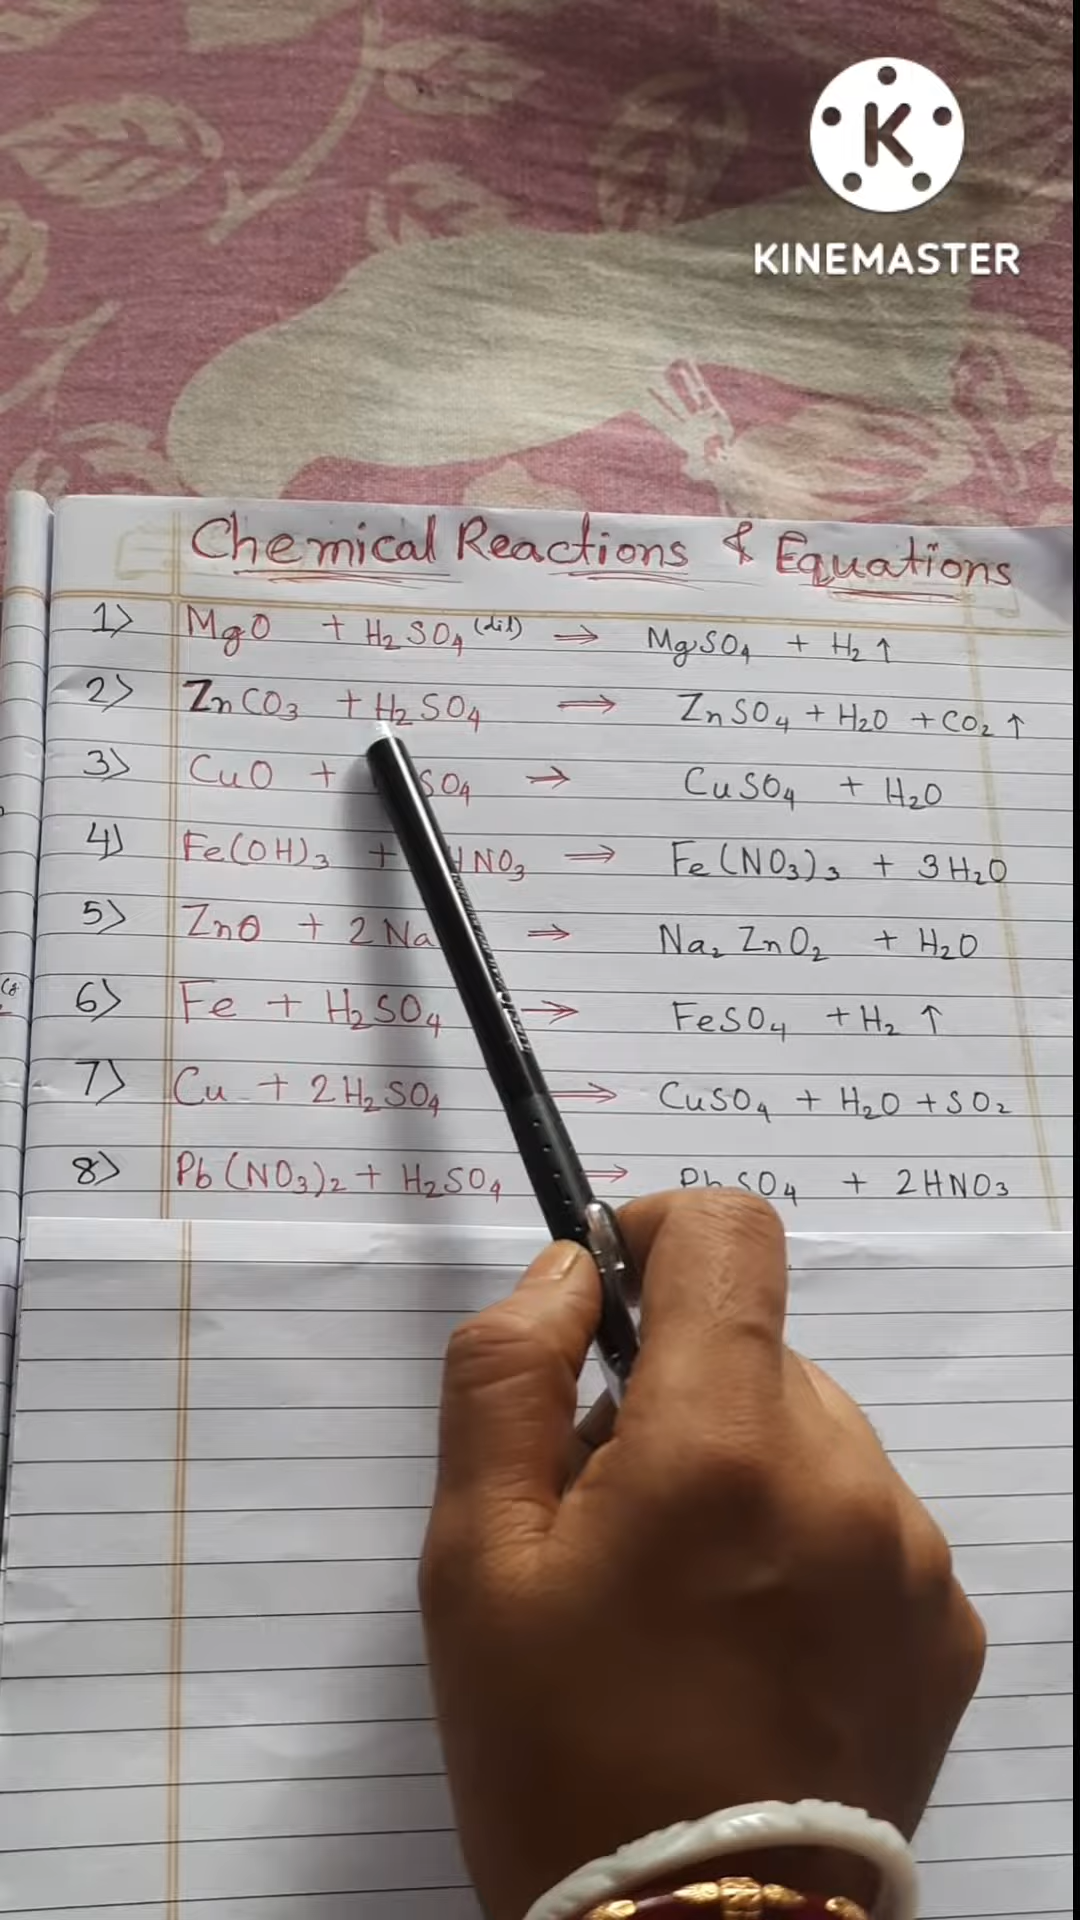 K
KINEMASTER
Chemical Reactions & Equations
1) MgO + H₂SO₄ (dil) → MgSO₄ + H₂ ↑
2) ZnCO₃ + H₂SO₄ → ZnSO₄ + H₂O + CO₂ ↑
3) CuO + SO₄ → CuSO₄ + H₂O
4) Fe(OH)₃ + HNO₃ → Fe(NO₃)₃ + 3H₂O
5) ZnO + 2Na → Na₂ZnO₂ + H₂O
6) Fe + H₂SO₄ → FeSO₄ + H₂ ↑
7) Cu + 2H₂SO₄ → CuSO₄ + H₂O + SO₂
8) Pb(NO₃)₂ + H₂SO₄ → PbSO₄ + 2HNO₃